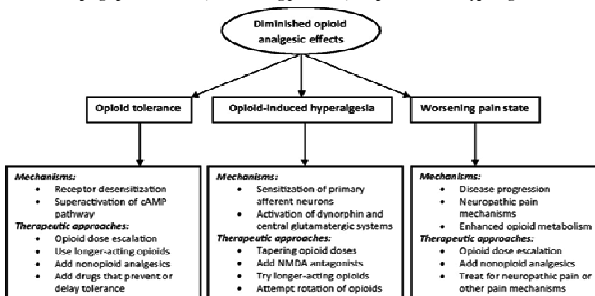 Diminished opioid
analgesic effects
Opioid tolerance
Opioid-induced hyperalgesia
Worsening pain state
Mechanisms:
• Receptor desensitization
• Superactivation of cAMP
pathway
Therapeutic approaches:
• Opioid dose escalation
• Use longer-acting opioids
• Add nonopioid analgesics
• Add drugs that prevent or
delay tolerance
Mechanisms:
• Sensitization of primary
afferent neurons
• Activation of dynorphin and
central glutamatergic systems
Therapeutic approaches:
• Tapering opioid doses
• Add NMDA antagonists
• Try longer-acting opioids
• Attempt rotation of opioids
Mechanisms:
• Disease progression
• Neuropathic pain
mechanisms
• Enhanced opioid metabolism
Therapeutic approaches:
• Opioid dose escalation
• Add nonopioid analgesics
• Treat for neuropathic pain or
other pain mechanisms